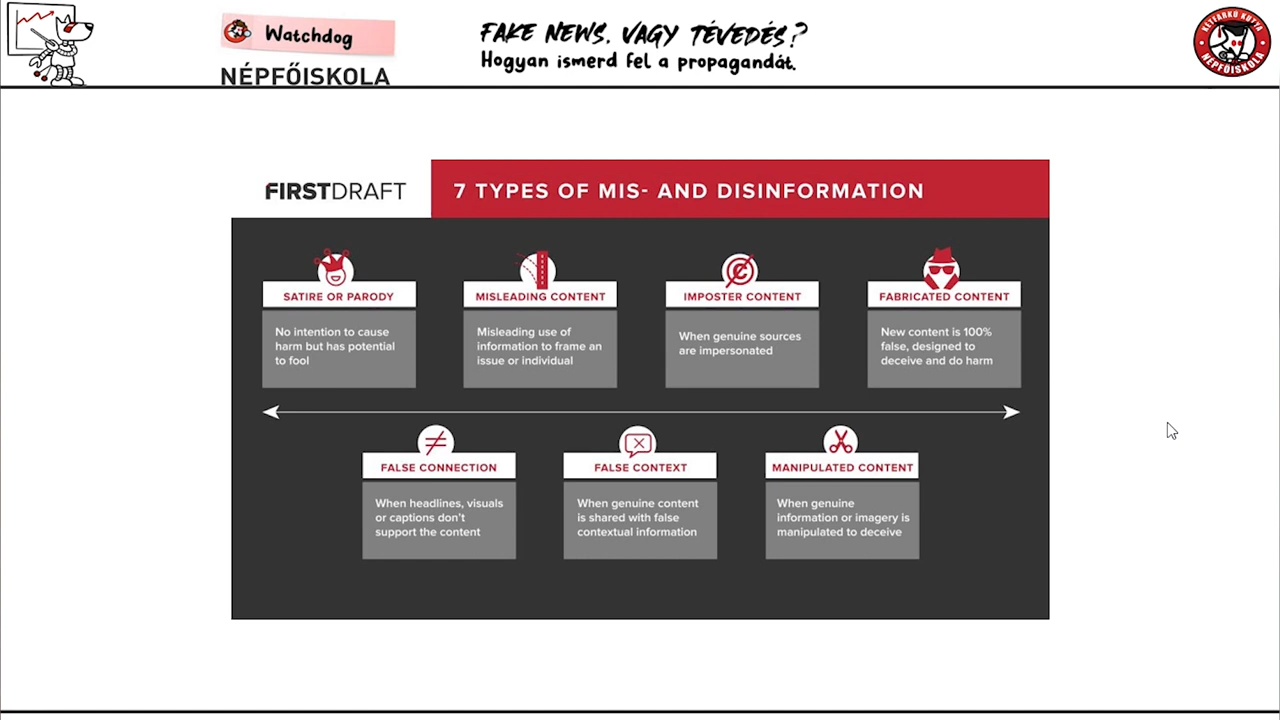 Watchdog
NÉPFŐISKOLA
FAKE NEWS, VAGY TÉVEDÉS?
Hogyan ismerd fel a propagandát.
KÉTFARKÚ KUTYA
NÉPFŐISKOLA
FIRSTDRAFT
7 TYPES OF MIS- AND DISINFORMATION
SATIRE OR PARODY
No intention to cause
harm but has potential
to fool
MISLEADING CONTENT
Misleading use of
information to frame an
issue or individual
IMPOSTER CONTENT
When genuine sources
are impersonated
FABRICATED CONTENT
New content is 100%
false, designed to
deceive and do harm
FALSE CONNECTION
When headlines, visuals
or captions don't
support the content
FALSE CONTEXT
When genuine content
is shared with false
contextual information
MANIPULATED CONTENT
When genuine
information or imagery is
manipulated to deceive